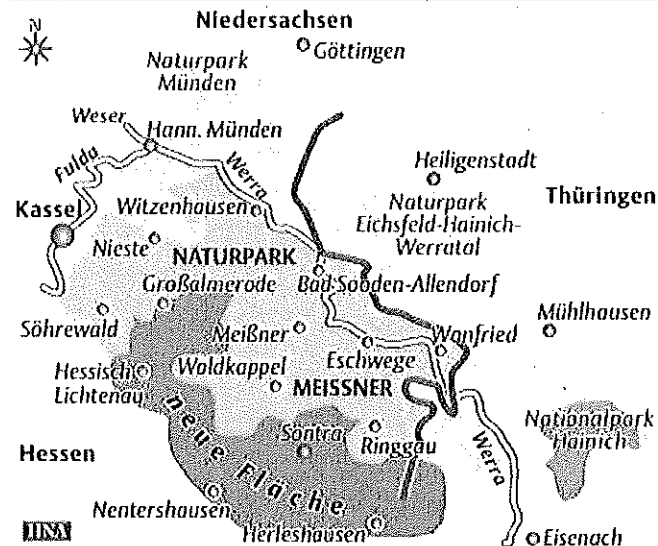 N
Niedersachsen
Göttingen
Naturpark
Münden
Weser
Hann. Münden
Fulda
Werra
Heiligenstadt
Naturpark
Eichsfeld-Hainich-
Werratal
Thüringen
Kassel
Witzenhausen
Nieste
NATURPARK
Bad Sooden-Allendorf
Großalmerode
Mühlhausen
Söhrewald
Meißner
Wanfried
Eschwege
Waldkappel
Hessisch
Lichtenau
MEISSNER
neue Fläche
Sontra
Ringgau
Nationalpark
Hainich
Werra
Hessen
Nentershausen
Herleshausen
HNA
Eisenach